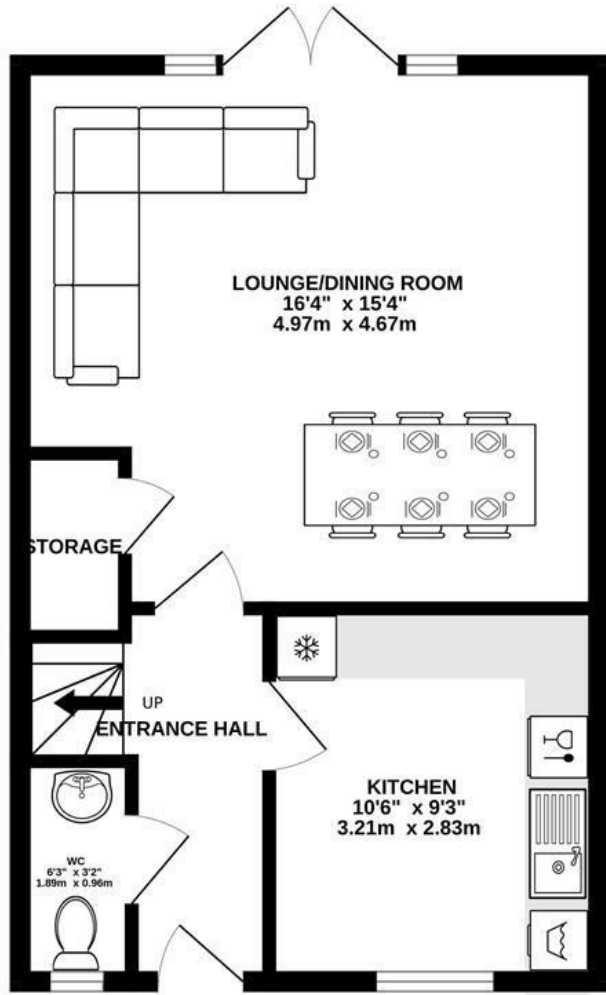 LOUNGE/DINING ROOM
16'4" x 15'4"
4.97m x 4.67m
STORAGE
UP
ENTRANCE HALL
KITCHEN
10'6" x 9'3"
3.21m x 2.83m
WC
6'3" x 3'2"
1.89m x 0.96m